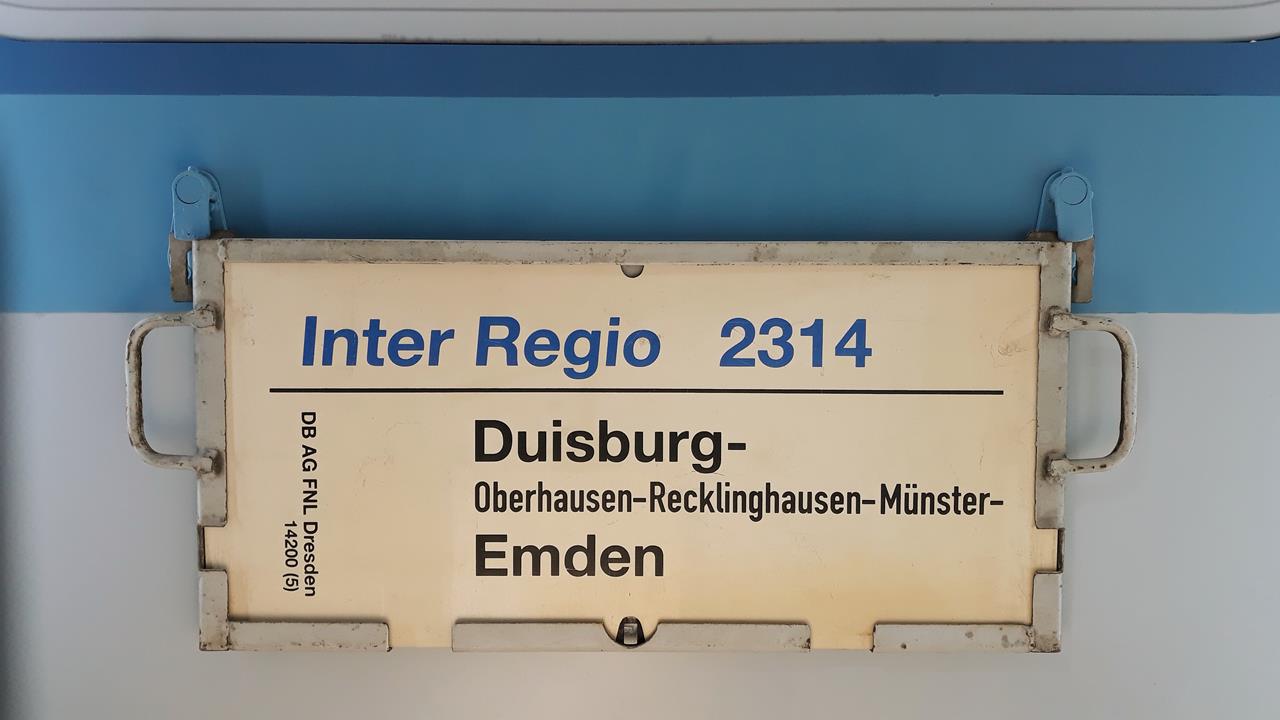 Inter Regio 2314
Duisburg-
Oberhausen-Recklinghausen-Münster-
Emden
DB AG FNL Dresden
14200 (5)